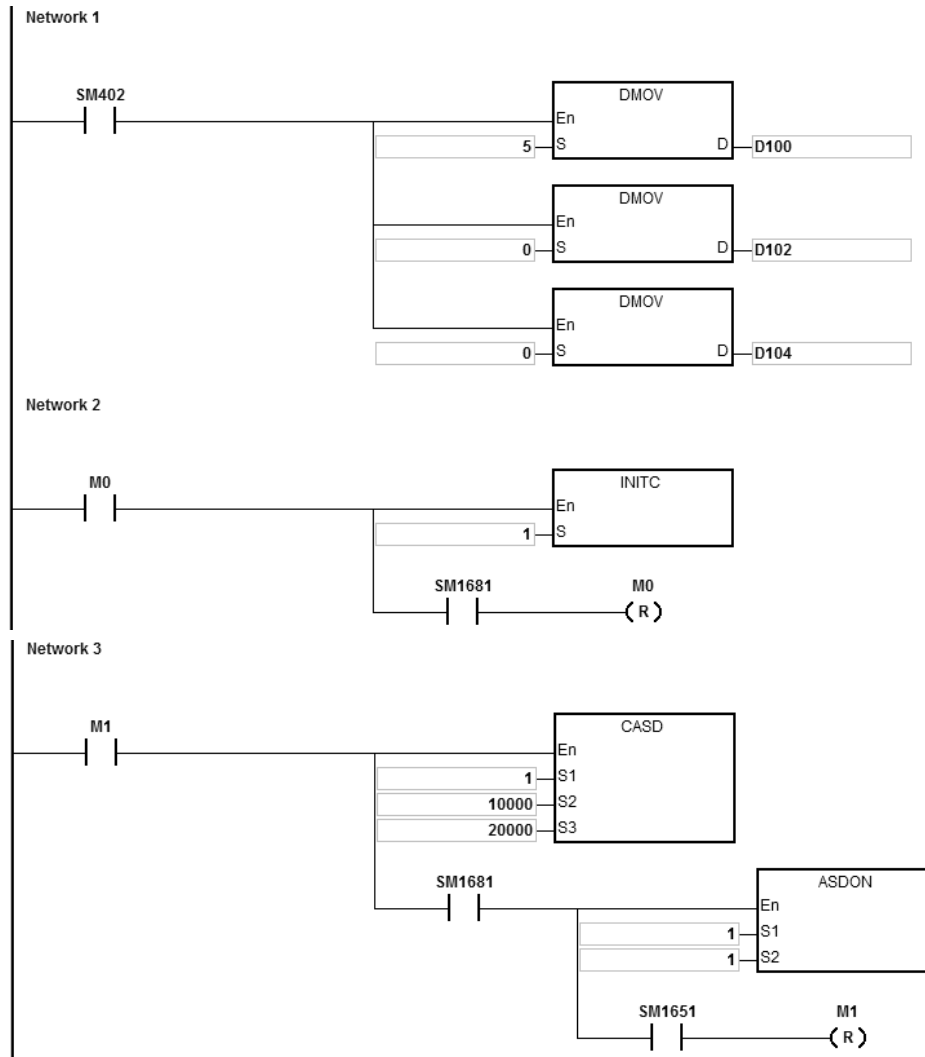 Network 1
SM402
DMOV
En
5 S D D100
DMOV
En
0 S D D102
DMOV
En
0 S D D104
Network 2
M0
INITC
En
1 S
SM1681 M0
R
Network 3
M1
CASD
En
1 S1
10000 S2
20000 S3
SM1681
ASDON
En
1 S1
1 S2
SM1651 M1
R